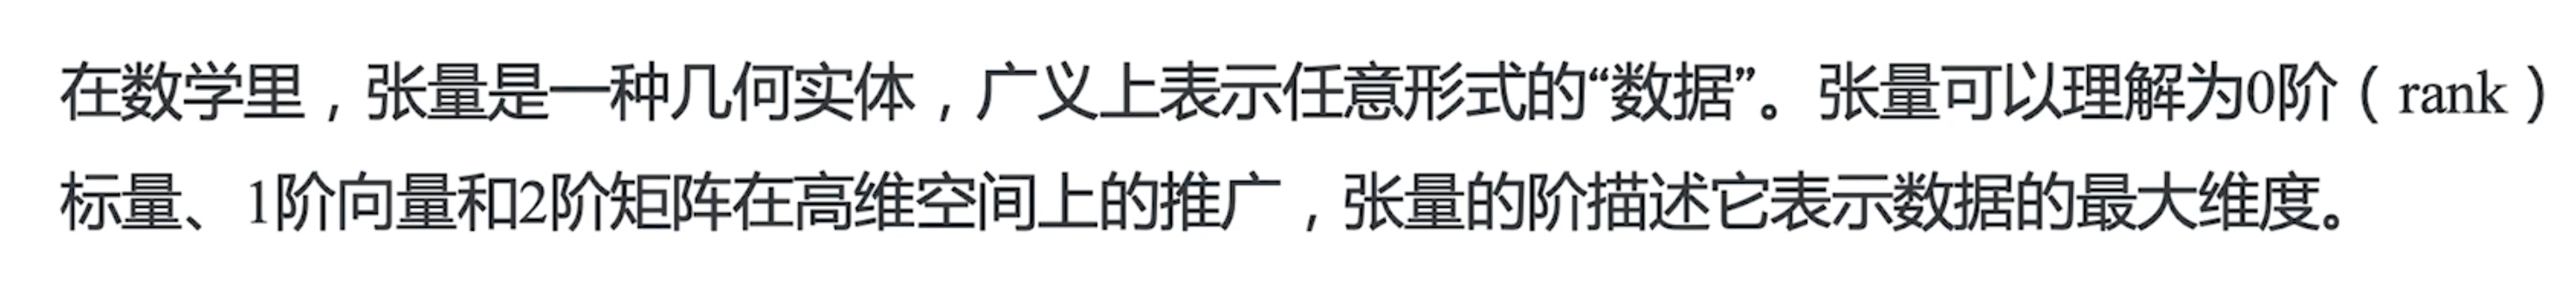 在数学里，张量是一种几何实体，广义上表示任意形式的“数据”。张量可以理解为0阶（rank）
标量、1阶向量和2阶矩阵在高维空间上的推广，张量的阶描述它表示数据的最大维度。